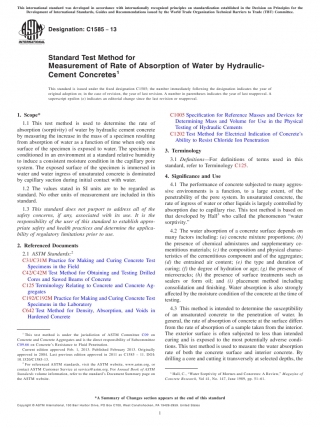 This international standard was developed in accordance with internationally recognized principles on standardization established in the Decision on Principles for the
Development of International Standards, Guides and Recommendations issued by the World Trade Organization Technical Barriers to Trade (TBT) Committee.
Designation: C1585 − 13
INTERNATIONAL
Standard Test Method for
Measurement of Rate of Absorption of Water by Hydraulic-
Cement Concretes1
This standard is issued under the fixed designation C1585; the number immediately following the designation indicates the year of
original adoption or, in the case of revision, the year of last revision. A number in parentheses indicates the year of last reapproval. A
superscript epsilon (ε) indicates an editorial change since the last revision or reapproval.
1. Scope*
1.1 This test method is used to determine the rate of
absorption (sorptivity) of water by hydraulic cement concrete
by measuring the increase in the mass of a specimen resulting
from absorption of water as a function of time when only one
surface of the specimen is exposed to water. The specimen is
conditioned in an environment at a standard relative humidity
to induce a consistent moisture condition in the capillary pore
system. The exposed surface of the specimen is immersed in
water and water ingress of unsaturated concrete is dominated
by capillary suction during initial contact with water.
1.2 The values stated in SI units are to be regarded as
standard. No other units of measurement are included in this
standard.
1.3 This standard does not purport to address all of the
safety concerns, if any, associated with its use. It is the
responsibility of the user of this standard to establish appro-
priate safety and health practices and determine the applica-
bility of regulatory limitations prior to use.
2. Referenced Documents
2.1 ASTM Standards:2
C31/C31M Practice for Making and Curing Concrete Test
Specimens in the Field
C42/C42M Test Method for Obtaining and Testing Drilled
Cores and Sawed Beams of Concrete
C125 Terminology Relating to Concrete and Concrete Ag-
gregates
C192/C192M Practice for Making and Curing Concrete Test
Specimens in the Laboratory
C642 Test Method for Density, Absorption, and Voids in
Hardened Concrete
1 This test method is under the jurisdiction of ASTM Committee C09 on
Concrete and Concrete Aggregates and is the direct responsibility of Subcommittee
C09.66 on Concrete's Resistance to Fluid Penetration.
Current edition approved Feb. 1, 2013. Published February 2013. Originally
approved in 2004. Last previous edition approved in 2011 as C1585 – 11. DOI:
10.1520/C1585-13.
2 For referenced ASTM standards, visit the ASTM website, www.astm.org, or
contact ASTM Customer Service at service@astm.org. For Annual Book of ASTM
Standards volume information, refer to the standard's Document Summary page on
the ASTM website.
C1005 Specification for Reference Masses and Devices for
Determining Mass and Volume for Use in the Physical
Testing of Hydraulic Cements
C1202 Test Method for Electrical Indication of Concrete's
Ability to Resist Chloride Ion Penetration
3. Terminology
3.1 Definitions—For definitions of terms used in this
standard, refer to Terminology C125.
4. Significance and Use
4.1 The performance of concrete subjected to many aggres-
sive environments is a function, to a large extent, of the
penetrability of the pore system. In unsaturated concrete, the
rate of ingress of water or other liquids is largely controlled by
absorption due to capillary rise. This test method is based on
that developed by Hall3 who called the phenomenon "water
sorptivity."
4.2 The water absorption of a concrete surface depends on
many factors including: (a) concrete mixture proportions; (b)
the presence of chemical admixtures and supplementary ce-
mentitious materials; (c) the composition and physical charac-
teristics of the cementitious component and of the aggregates;
(d) the entrained air content; (e) the type and duration of
curing; (f) the degree of hydration or age; (g) the presence of
microcracks; (h) the presence of surface treatments such as
sealers or form oil; and (i) placement method including
consolidation and finishing. Water absorption is also strongly
affected by the moisture condition of the concrete at the time of
testing.
4.3 This method is intended to determine the susceptibility
of an unsaturated concrete to the penetration of water. In
general, the rate of absorption of concrete at the surface differs
from the rate of absorption of a sample taken from the interior.
The exterior surface is often subjected to less than intended
curing and is exposed to the most potentially adverse condi-
tions. This test method is used to measure the water absorption
rate of both the concrete surface and interior concrete. By
drilling a core and cutting it transversely at selected depths, the
3 Hall, C., "Water Sorptivity of Mortars and Concretes: A Review," Magazine of
Concrete Research, Vol 41, No. 147, June 1989, pp. 51-61.
*A Summary of Changes section appears at the end of this standard
1